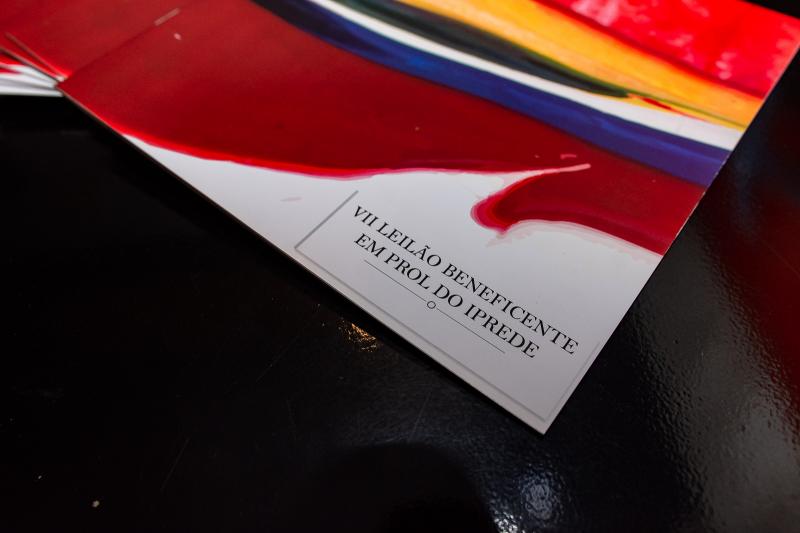 VII LEILÃO BENEFICENTE
EM PROL DO IPREDE